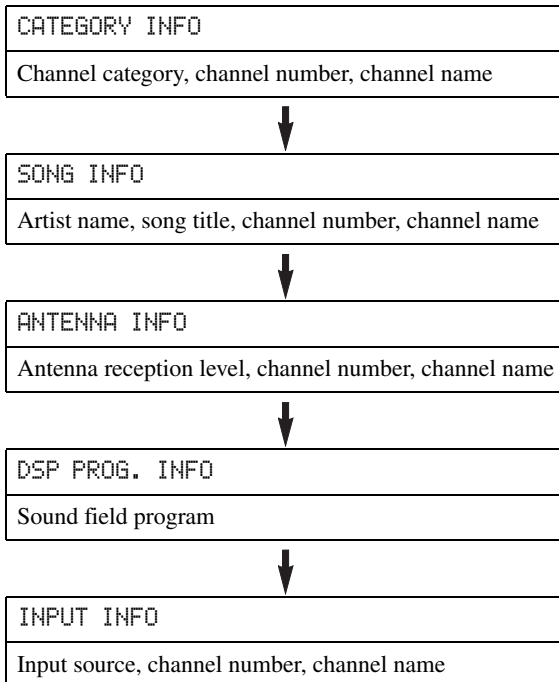 CATEGORY INFO
Channel category, channel number, channel name
SONG INFO
Artist name, song title, channel number, channel name
ANTENNA INFO
Antenna reception level, channel number, channel name
DSP PROG. INFO
Sound field program
INPUT INFO
Input source, channel number, channel name